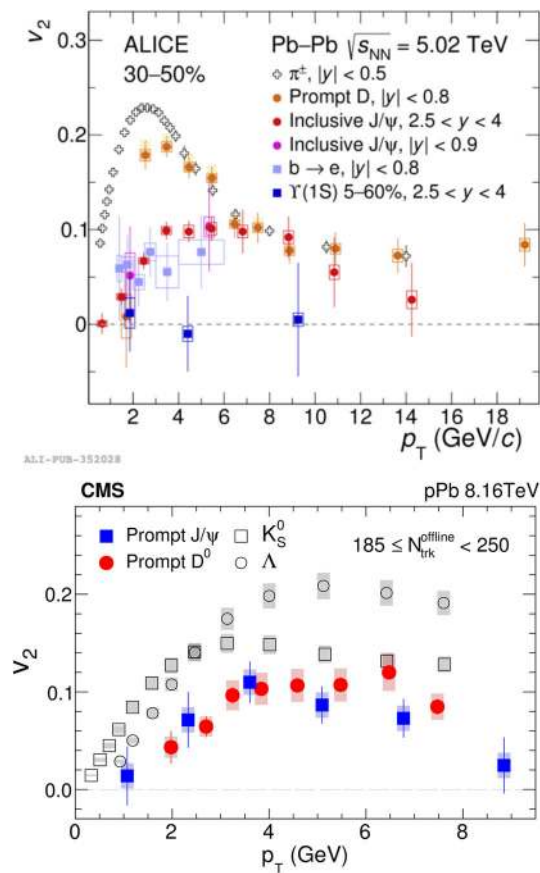 v₂
0.3
0.2
0.1
0
ALICE
30–50%
Pb–Pb √sNN = 5.02 TeV
π±, |y| < 0.5
Prompt D, |y| < 0.8
Inclusive J/ψ, 2.5 < y < 4
Inclusive J/ψ, |y| < 0.9
b → e, |y| < 0.8
ϒ(1S) 5–60%, 2.5 < y < 4
2 4 6 8 10 12 14 16 18
pT (GeV/c)
ALI-PUB-352028
CMS pPb 8.16TeV
Prompt J/ψ K⁰S
Prompt D⁰ Λ
185 ≤ Nofflinetrk < 250
v₂
0.2
0.1
0.0
0 2 4 6 8
pT (GeV)